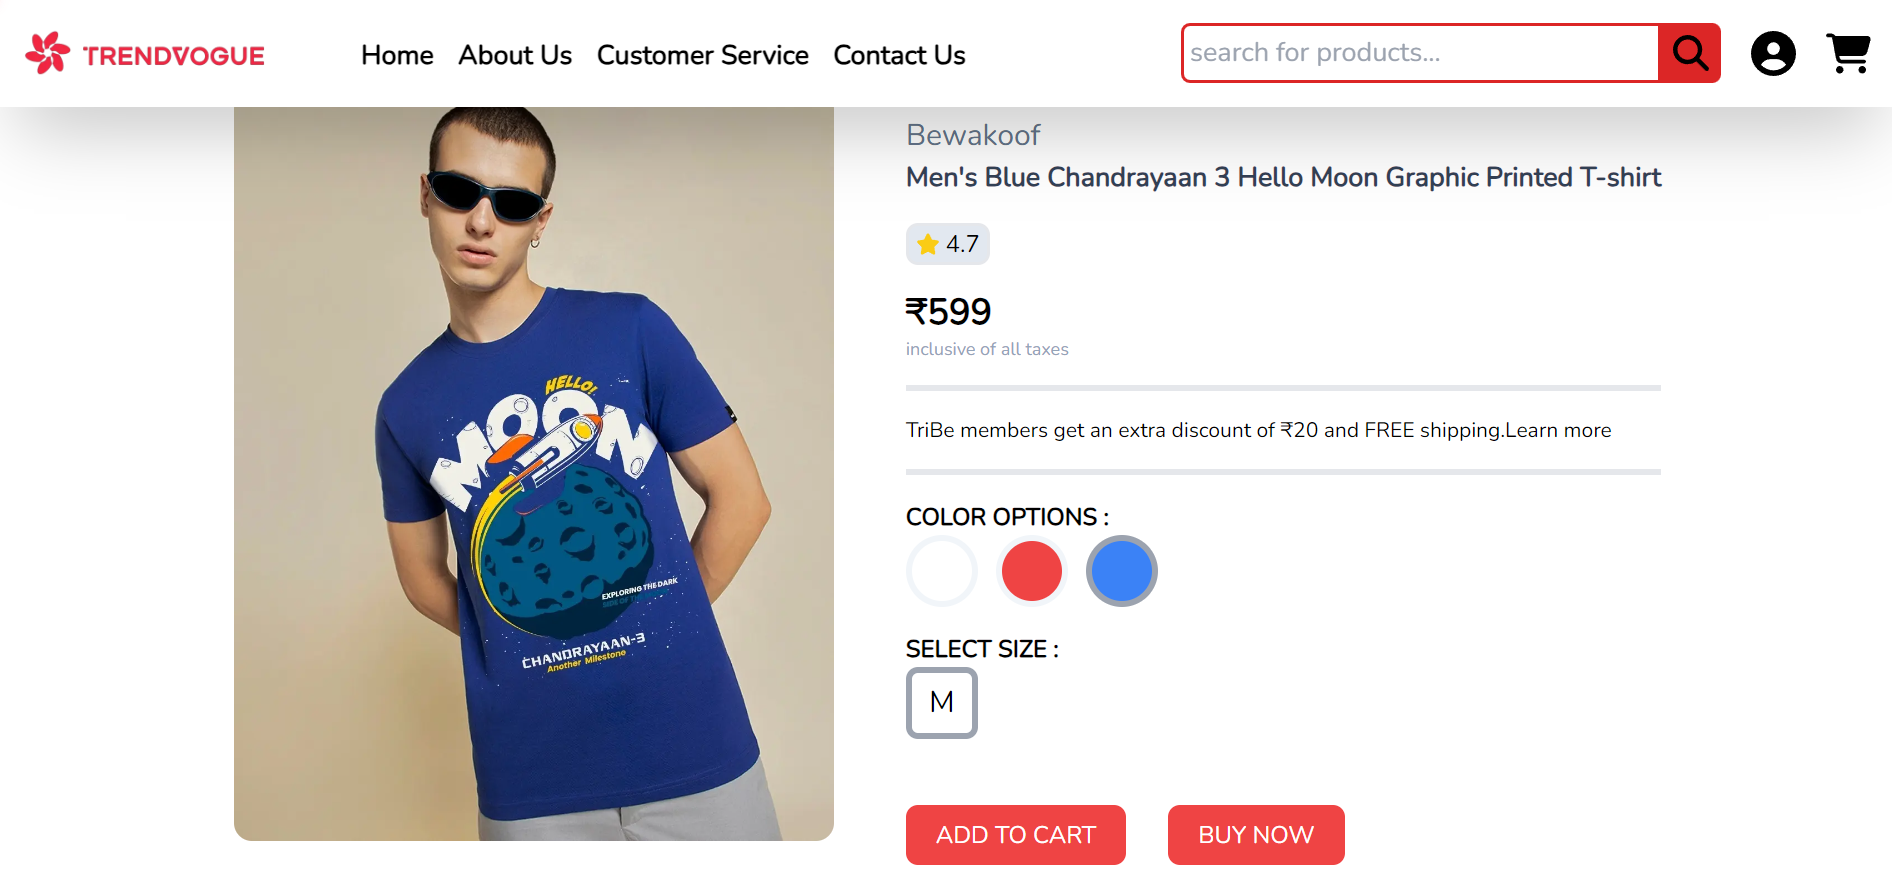 TRENDVOGUE
Home About Us Customer Service Contact Us
search for products...
Bewakoof
Men's Blue Chandrayaan 3 Hello Moon Graphic Printed T-shirt
4.7
₹599
inclusive of all taxes
TriBe members get an extra discount of ₹20 and FREE shipping.Learn more
COLOR OPTIONS :
SELECT SIZE :
M
ADD TO CART
BUY NOW
HELLO!
MOON
EXPLORING THE DARK
SIDE OF THE
CHANDRAYAAN-3
Another Milestone